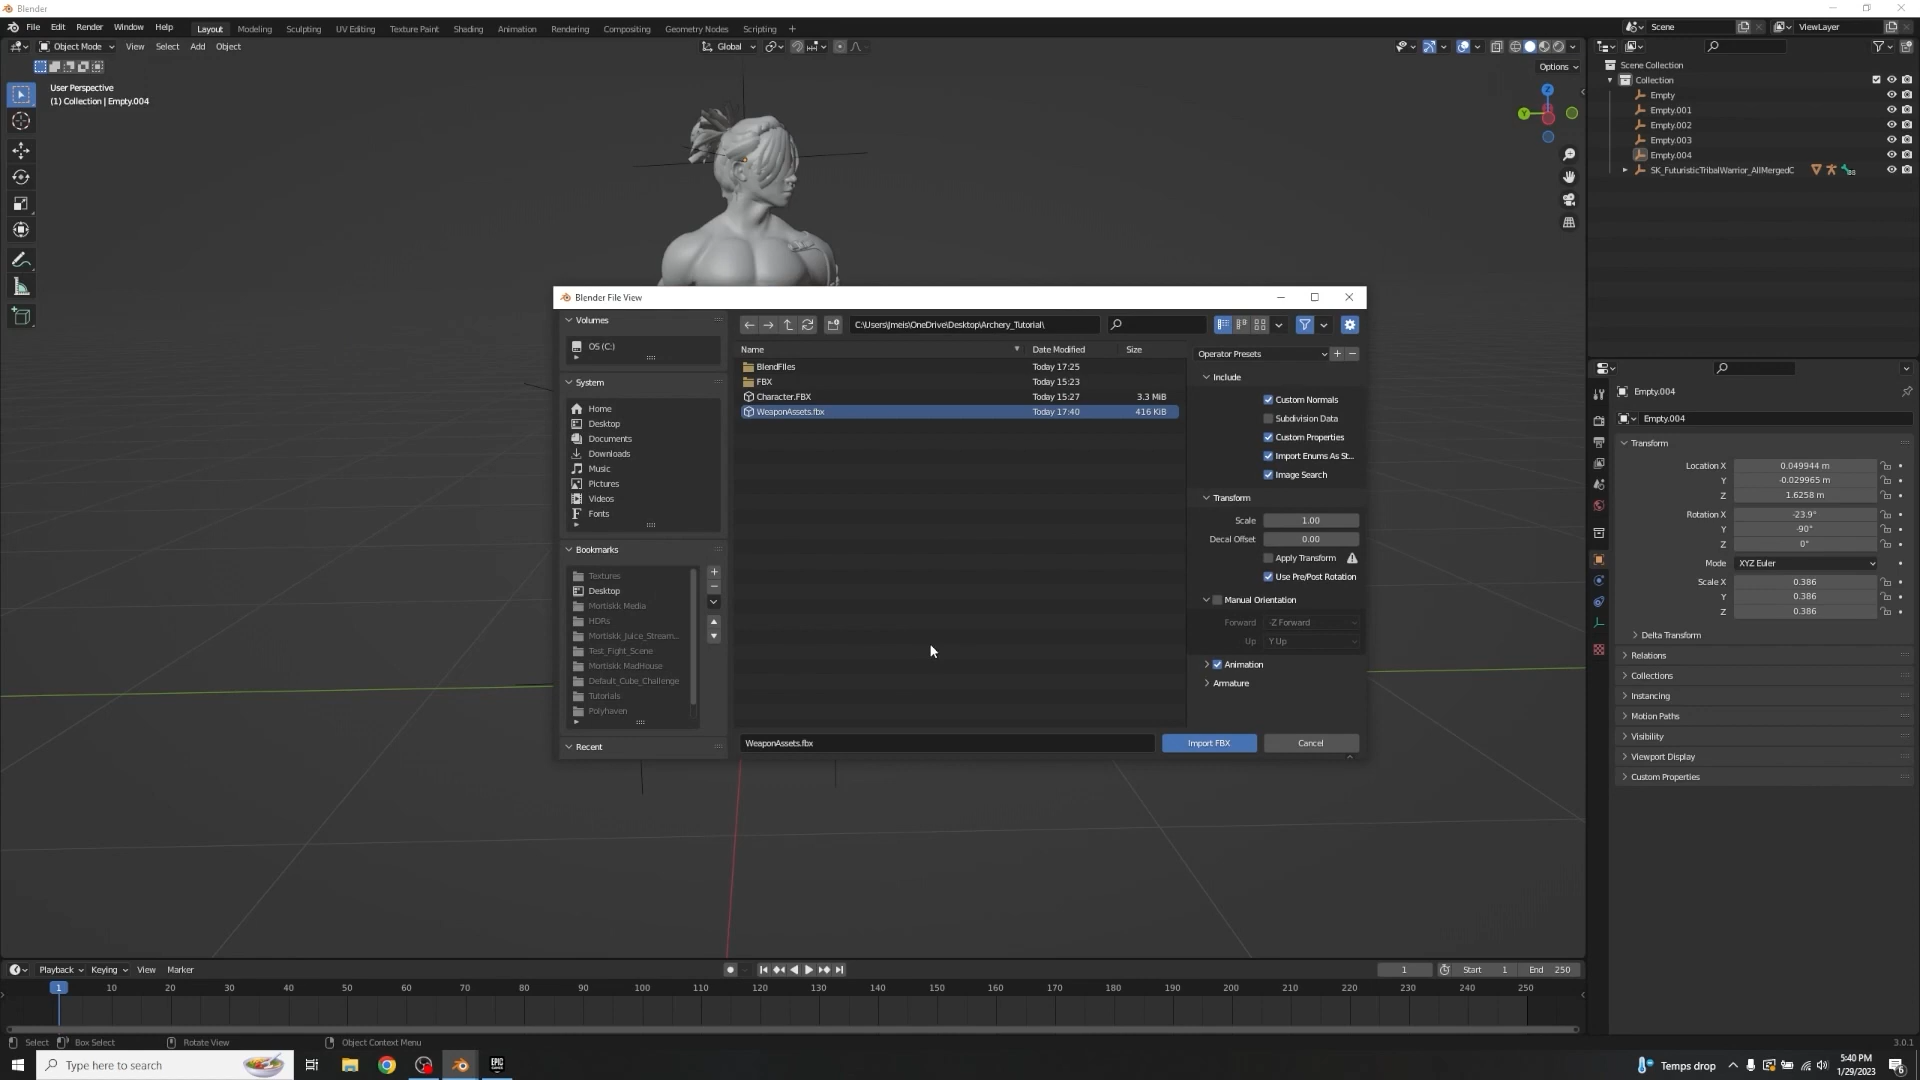 Blender
File Edit Render Window Help Layout Modeling Sculpting UV Editing Texture Paint Shading Animation Rendering Compositing Geometry Nodes Scripting + Scene ViewLayer
Object Mode View Select Add Object Global
Options
User Perspective
(1) Collection | Empty.004
Z
Y
Scene Collection
Collection
Empty
Empty.001
Empty.002
Empty.003
Empty.004
SK_FuturisticTribalWarrior_AllMergedC
Blender File View
Volumes
OS (C:)
System
Home
Desktop
Documents
Downloads
Music
Pictures
Videos
Fonts
Bookmarks
Textures
Desktop
Mortiskk Media
HDRs
Mortiskk_Juice_Stream...
Test_Fight_Scene
Mortiskk MadHouse
Default_Cube_Challenge
Tutorials
Polyhaven
Recent
C:\Users\Jmeis\OneDrive\Desktop\Archery_Tutorial\
Name Date Modified Size
BlendFIles Today 17:25
FBX Today 15:23
Character.FBX Today 15:27 3.3 MiB
WeaponAssets.fbx Today 17:40 416 KiB
WeaponAssets.fbx Import FBX Cancel
Operator Presets
Include
Custom Normals
Subdivision Data
Custom Properties
Import Enums As St...
Image Search
Transform
Scale 1.00
Decal Offset 0.00
Apply Transform
Use Pre/Post Rotation
Manual Orientation
Forward -Z Forward
Up Y Up
Animation
Armature
Empty.004
Empty.004
Transform
Location X 0.049944 m
Y -0.029965 m
Z 1.6258 m
Rotation X -23.9°
Y -90°
Z 0°
Mode XYZ Euler
Scale X 0.386
Y 0.386
Z 0.386
Delta Transform
Relations
Collections
Instancing
Motion Paths
Visibility
Viewport Display
Custom Properties
Playback Keying View Marker 1 Start 1 End 250
1 10 20 30 40 50 60 70 80 90 100 110 120 130 140 150 160 170 180 190 200 210 220 230 240 250
Select Box Select Rotate View Object Context Menu 3.0.1
Type here to search EPIC GAMES Temps drop 5:40 PM
1/29/2023
6